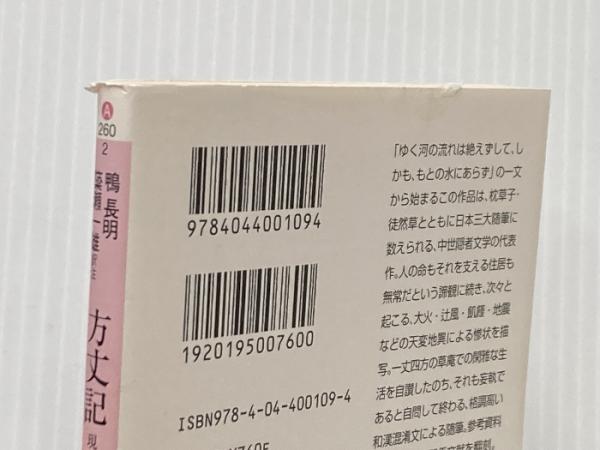 A
260
2
鴨 長明
簗瀬一雄=訳注
方丈記
現
9784044001094
1920195007600
ISBN978-4-04-400109-4
「ゆく河の流れは絶えずして、し
かも、もとの水にあらず」の一文
から始まるこの作品は、枕草子・
徒然草とともに日本三大随筆に
数えられる、中世隠者文学の代表
作。人の命もそれを支える住居も
無常だという諦観に続き、次々と
起こる、大火・辻風・飢饉・地震
などの天変地異による惨状を描
写。一丈四方の草庵での閑雅な生
活を自讃したのち、それも妄執で
あると自問して終わる、格調高い
和漢混淆文による随筆。参考資料